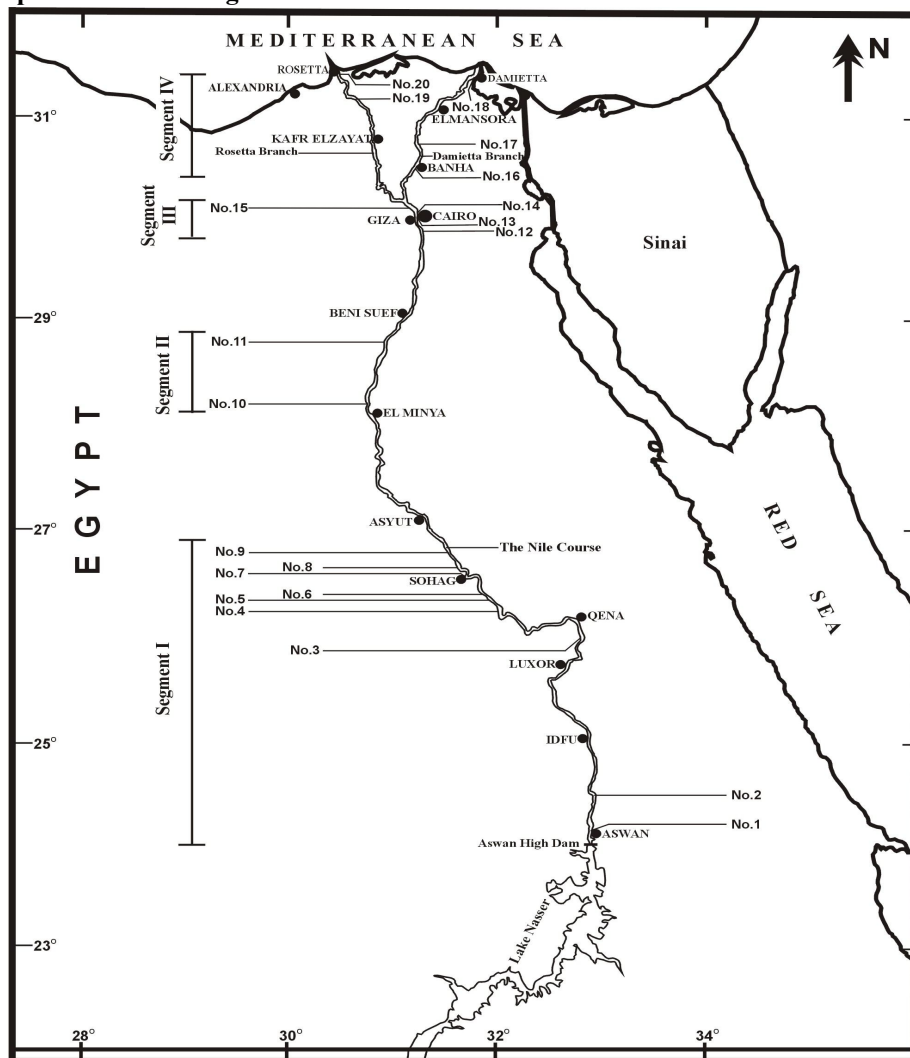 MEDITERRANEAN SEA
N
ROSETTA
DAMIETTA
No.20
ALEXANDRIA
No.19
No.18
31°
ELMANSORA
Segment IV
KAFR ELZAYAT
No.17
Rosetta Branch
Damietta Branch
BANHA
No.16
No.15
No.14
Segment III
GIZA
CAIRO
No.13
No.12
Sinai
29°
BENI SUEF
No.11
Segment II
No.10
EL MINYA
EGYPT
ASYUT
27°
RED SEA
No.9
The Nile Course
No.8
No.7
SOHAG
No.6
No.5
No.4
QENA
No.3
LUXOR
Segment I
25°
IDFU
No.2
No.1
ASWAN
Aswan High Dam
Lake Nasser
23°
28°
30°
32°
34°